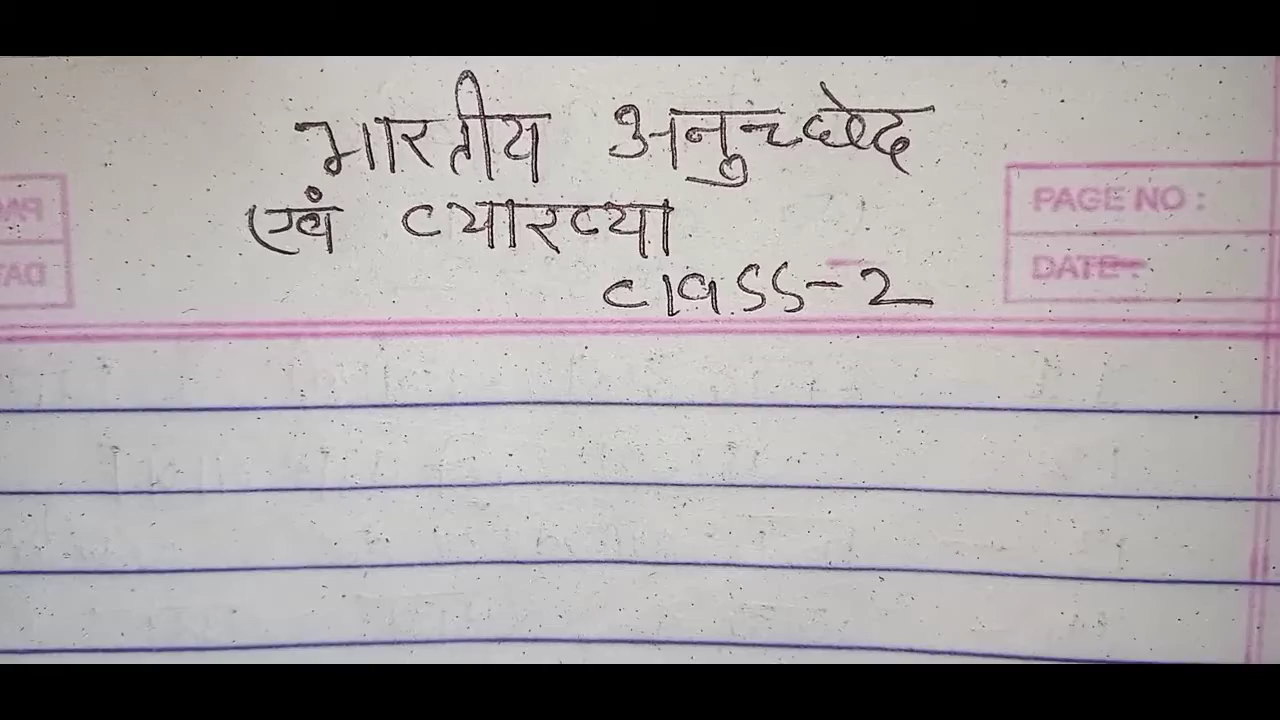 भारतीय अनुच्छेद
एवं व्याख्या
class-2
PAGE NO :
DATE :